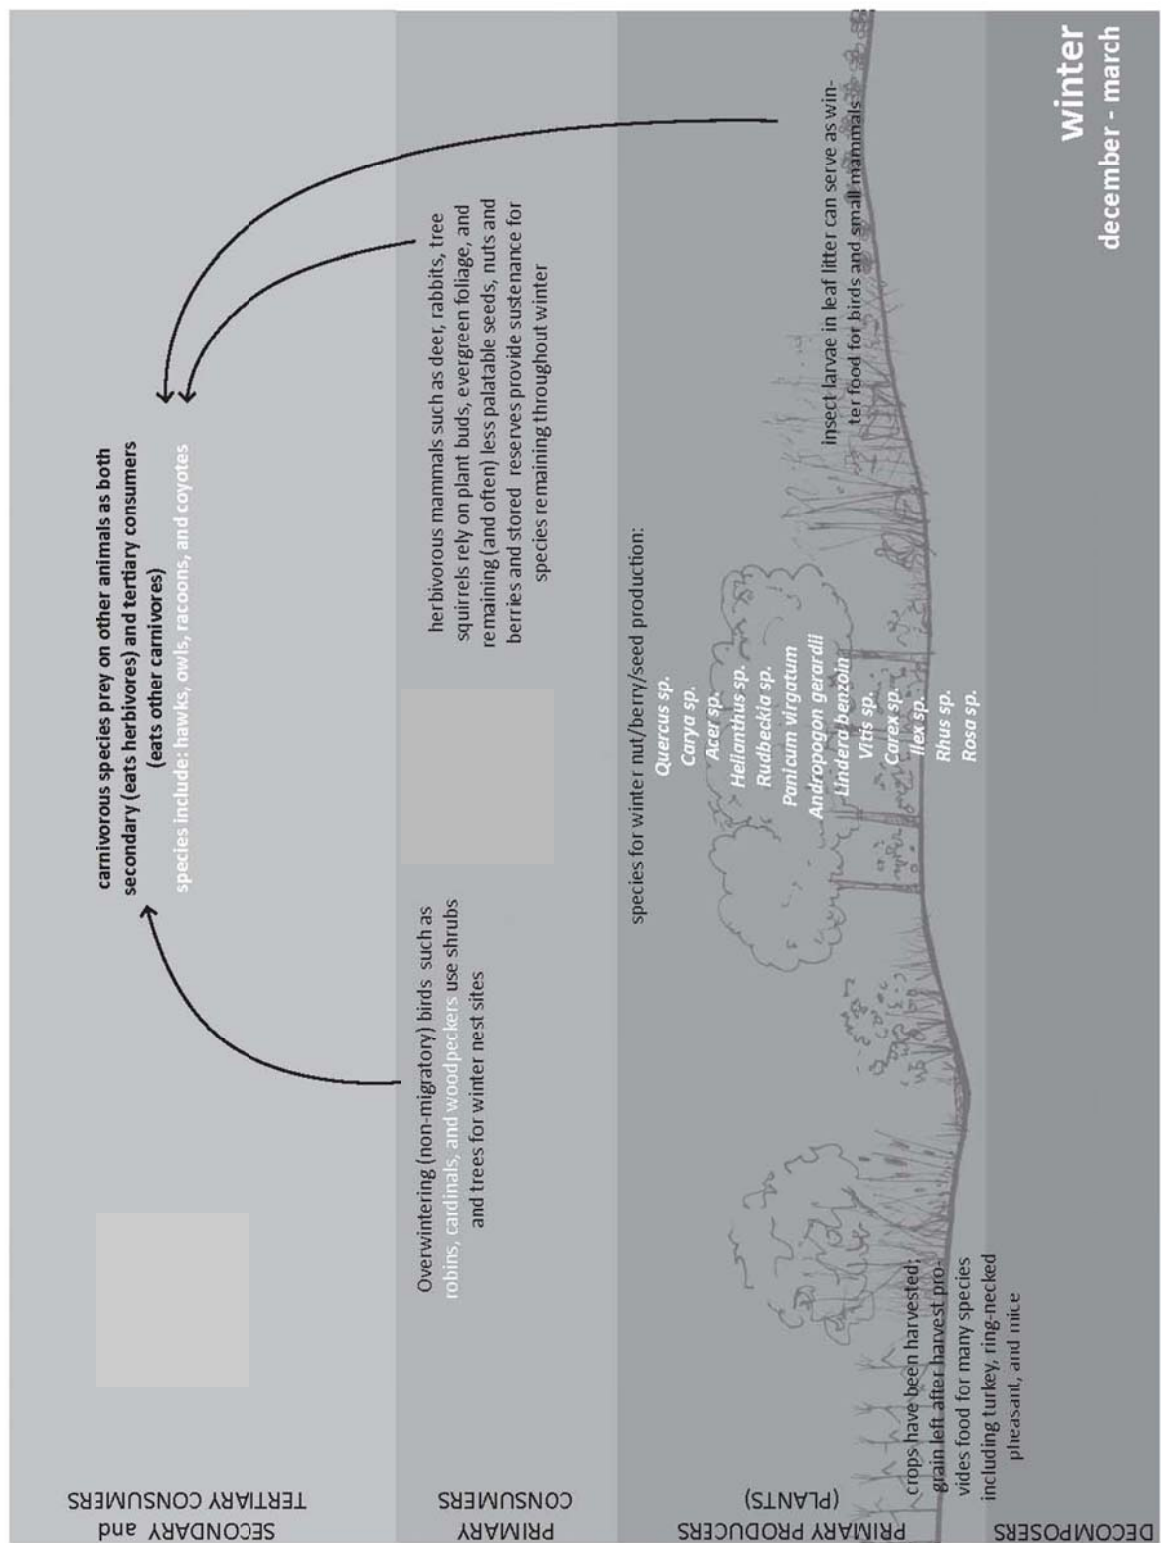 SECONDARY and
TERTIARY CONSUMERS
carnivorous species prey on other animals as both
secondary (eats herbivores) and tertiary consumers
(eats other carnivores)
species include: hawks, owls, racoons, and coyotes
PRIMARY
CONSUMERS
Overwintering (non-migratory) birds such as
robins, cardinals, and woodpeckers use shrubs
and trees for winter nest sites
herbivorous mammals such as deer, rabbits, tree
squirrels rely on plant buds, evergreen foliage, and
remaining (and often) less palatable seeds, nuts and
berries and stored reserves provide sustenance for
species remaining throughout winter
PRIMARY PRODUCERS
(PLANTS)
species for winter nut/berry/seed production:
Quercus sp.
Carya sp.
Acer sp.
Helianthus sp.
Rudbeckia sp.
Panicum virgatum
Andropogon gerardii
Lindera benzoin
Vitis sp.
Carex sp.
Ilex sp.
Rhus sp.
Rosa sp.
insect larvae in leaf litter can serve as win-
ter food for birds and small mammals
crops have been harvested;
grain left after harvest pro-
vides food for many species
including turkey, ring-necked
pheasant, and mice
DECOMPOSERS
winter
december - march